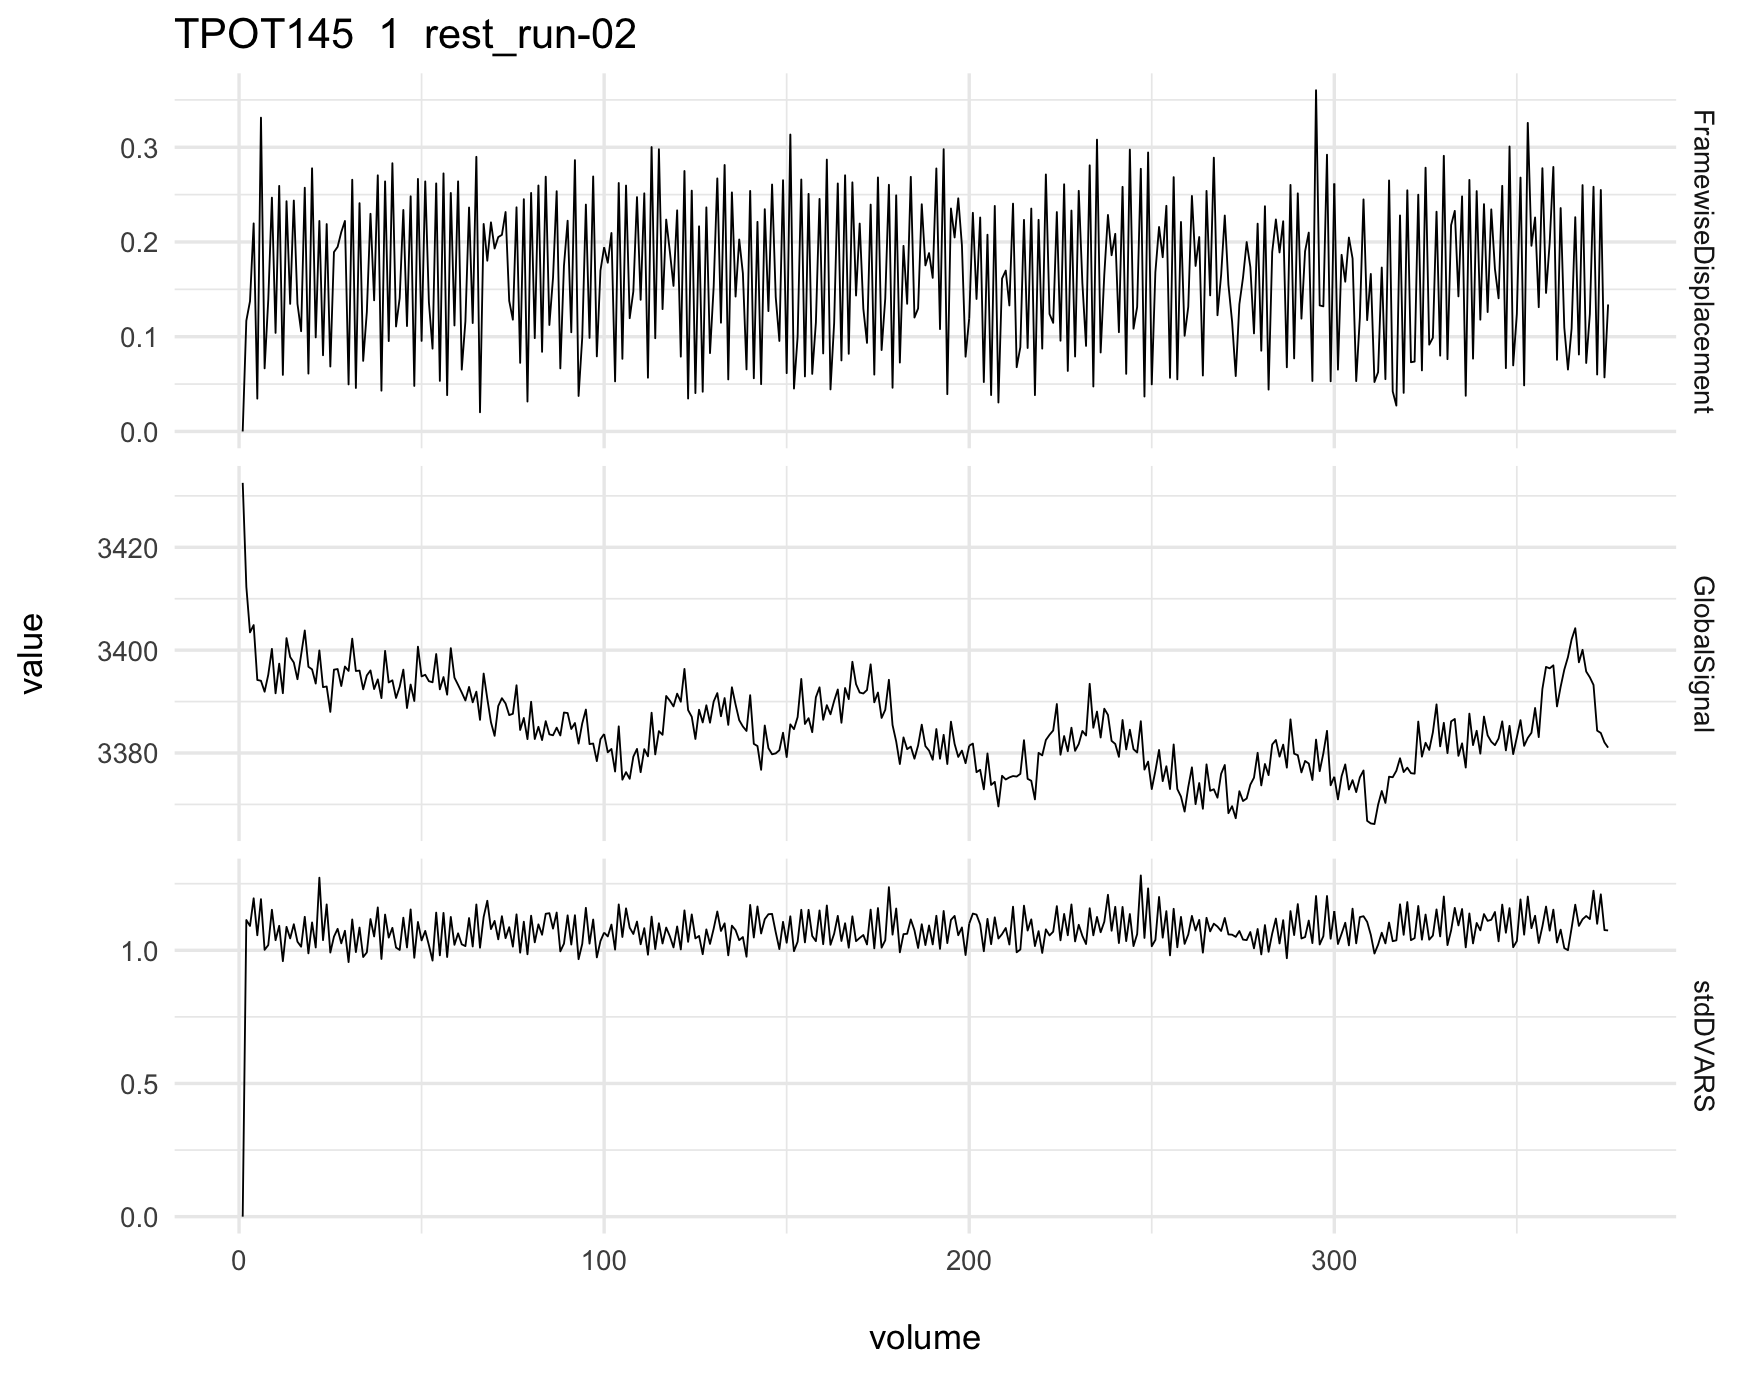 TPOT145 1 rest_run-02
value
0.3
0.2
0.1
0.0
FramewiseDisplacement
3420
3400
3380
GlobalSignal
1.0
0.5
0.0
stdDVARS
0 100 200 300
volume